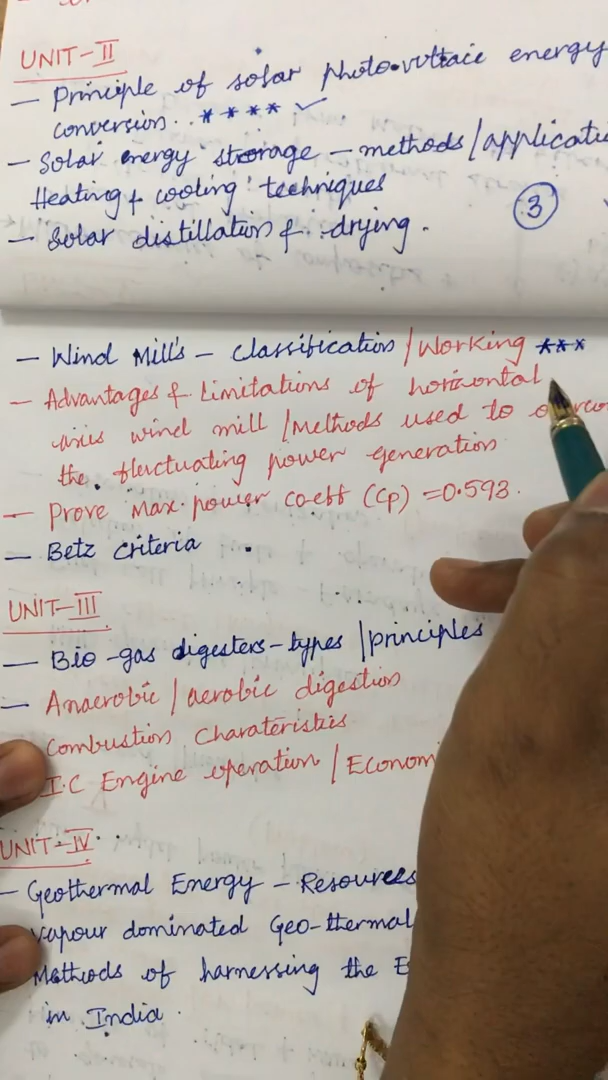 UNIT-II
- Principle of solar photo-voltaic energy
conversion. **** ✓
- Solar energy storage - methods/applicati
Heating & cooling techniques
③
- Solar distillation & drying.
- Wind Mill's - classification/Working ***
- Advantages & Limitations of horizontal
axis wind mill/Methods used to
the fluctuating power generation
- Prove Max. power co-eff (Cp) = 0.593.
- Betz criteria
UNIT-III
- Bio-gas digesters-types/principles
- Anaerobic/aerobic digestion
Combustion Charateristics
I.C Engine operation/Econom
UNIT-IV
- Geothermal Energy - Resources
Vapour dominated Geo-thermal
Methods of harnessing the E
in India.